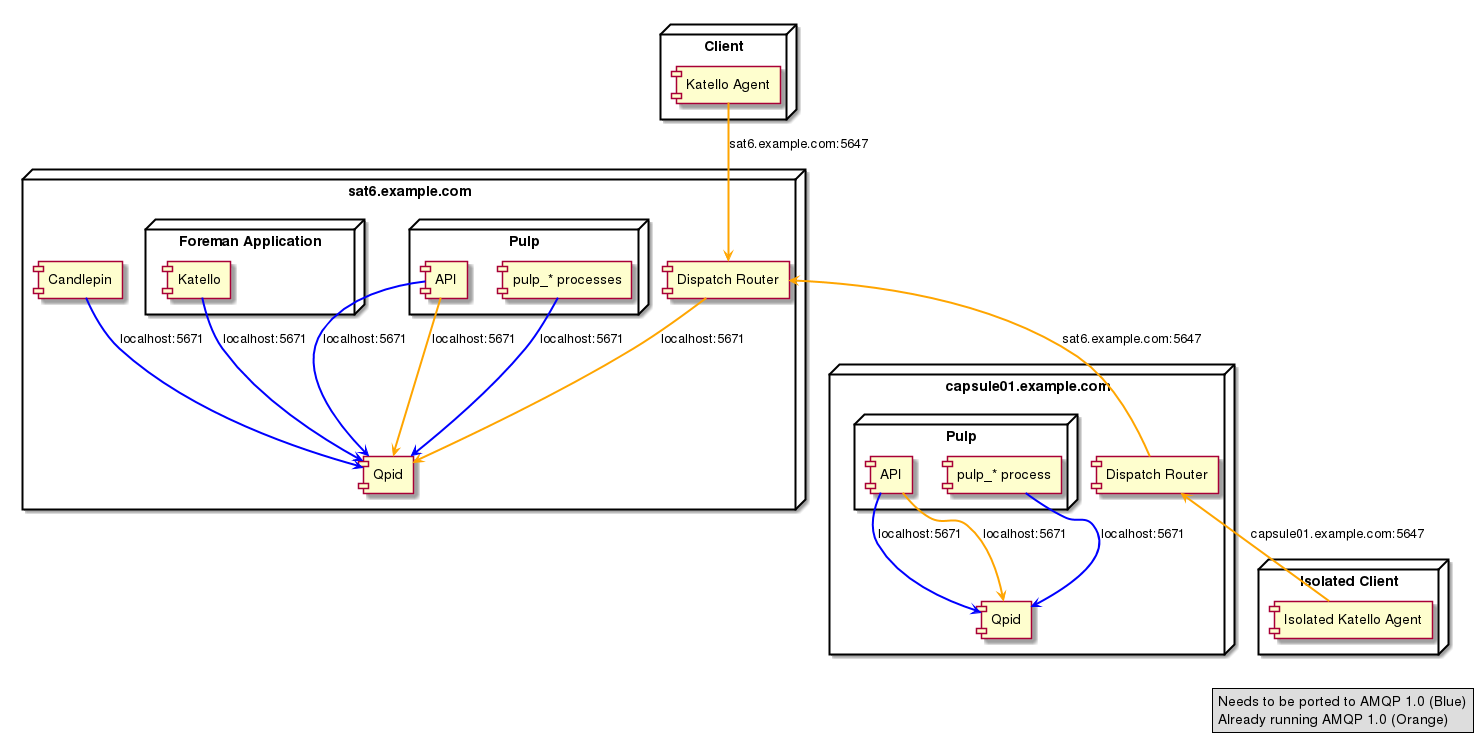 Client
Katello Agent
sat6.example.com:5647
sat6.example.com
Foreman Application
Pulp
Candlepin
Katello
API
pulp_* processes
Dispatch Router
localhost:5671
localhost:5671
localhost:5671
localhost:5671
localhost:5671
localhost:5671
sat6.example.com:5647
Qpid
capsule01.example.com
Pulp
API
pulp_* process
Dispatch Router
localhost:5671
localhost:5671
localhost:5671
capsule01.example.com:5647
Qpid
Isolated Client
Isolated Katello Agent
Needs to be ported to AMQP 1.0 (Blue)
Already running AMQP 1.0 (Orange)